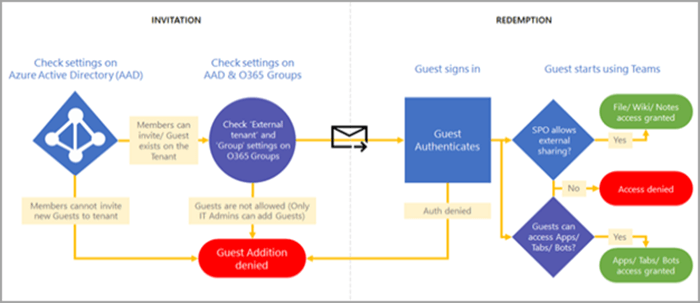 INVITATION
REDEMPTION
Check settings on
Azure Active Directory (AAD)
Check settings on
AAD & O365 Groups
Guest signs in
Guest starts using Teams
Members can
invite/ Guest
exists on the
Tenant
Check 'External
tenant' and
'Group' settings on
O365 Groups
Guest
Authenticates
SPO allows
external
sharing?
Yes
File/ Wiki/ Notes
access granted
No
Access denied
Members cannot invite
new Guests to tenant
Guests are not allowed (Only
IT Admins can add Guests)
Auth denied
Guests can
access Apps/
Tabs/ Bots?
Yes
Apps/ Tabs/ Bots
access granted
Guest Addition
denied